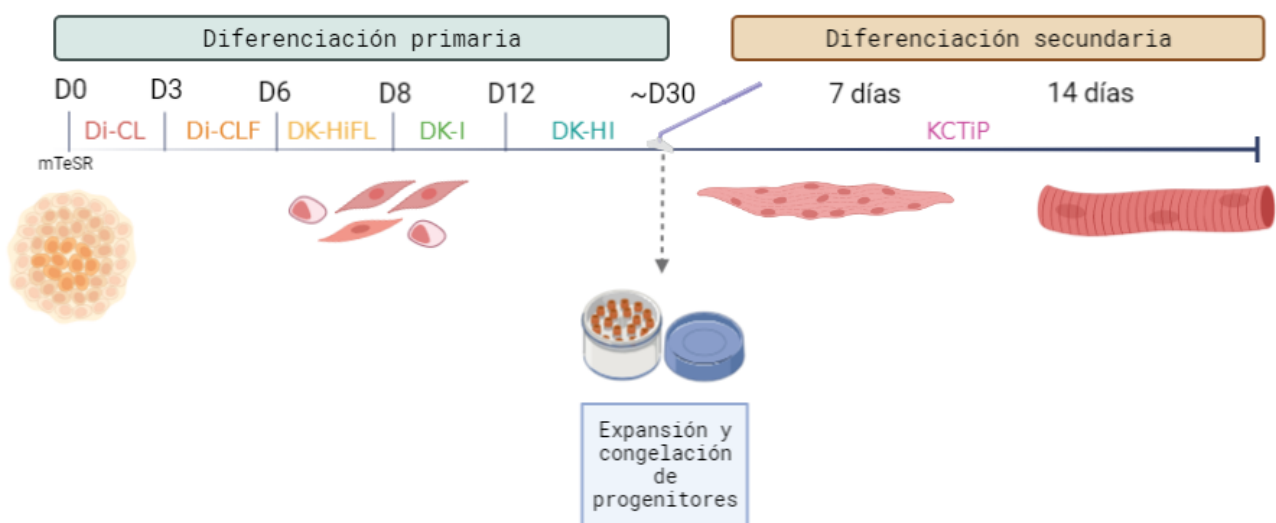 Diferenciación primaria
Diferenciación secundaria
D0 D3 D6 D8 D12 ~D30 7 días 14 días
Di-CL Di-CLF DK-HiFL DK-I DK-HI KCTiP
mTeSR
Expansión y
congelación
de
progenitores